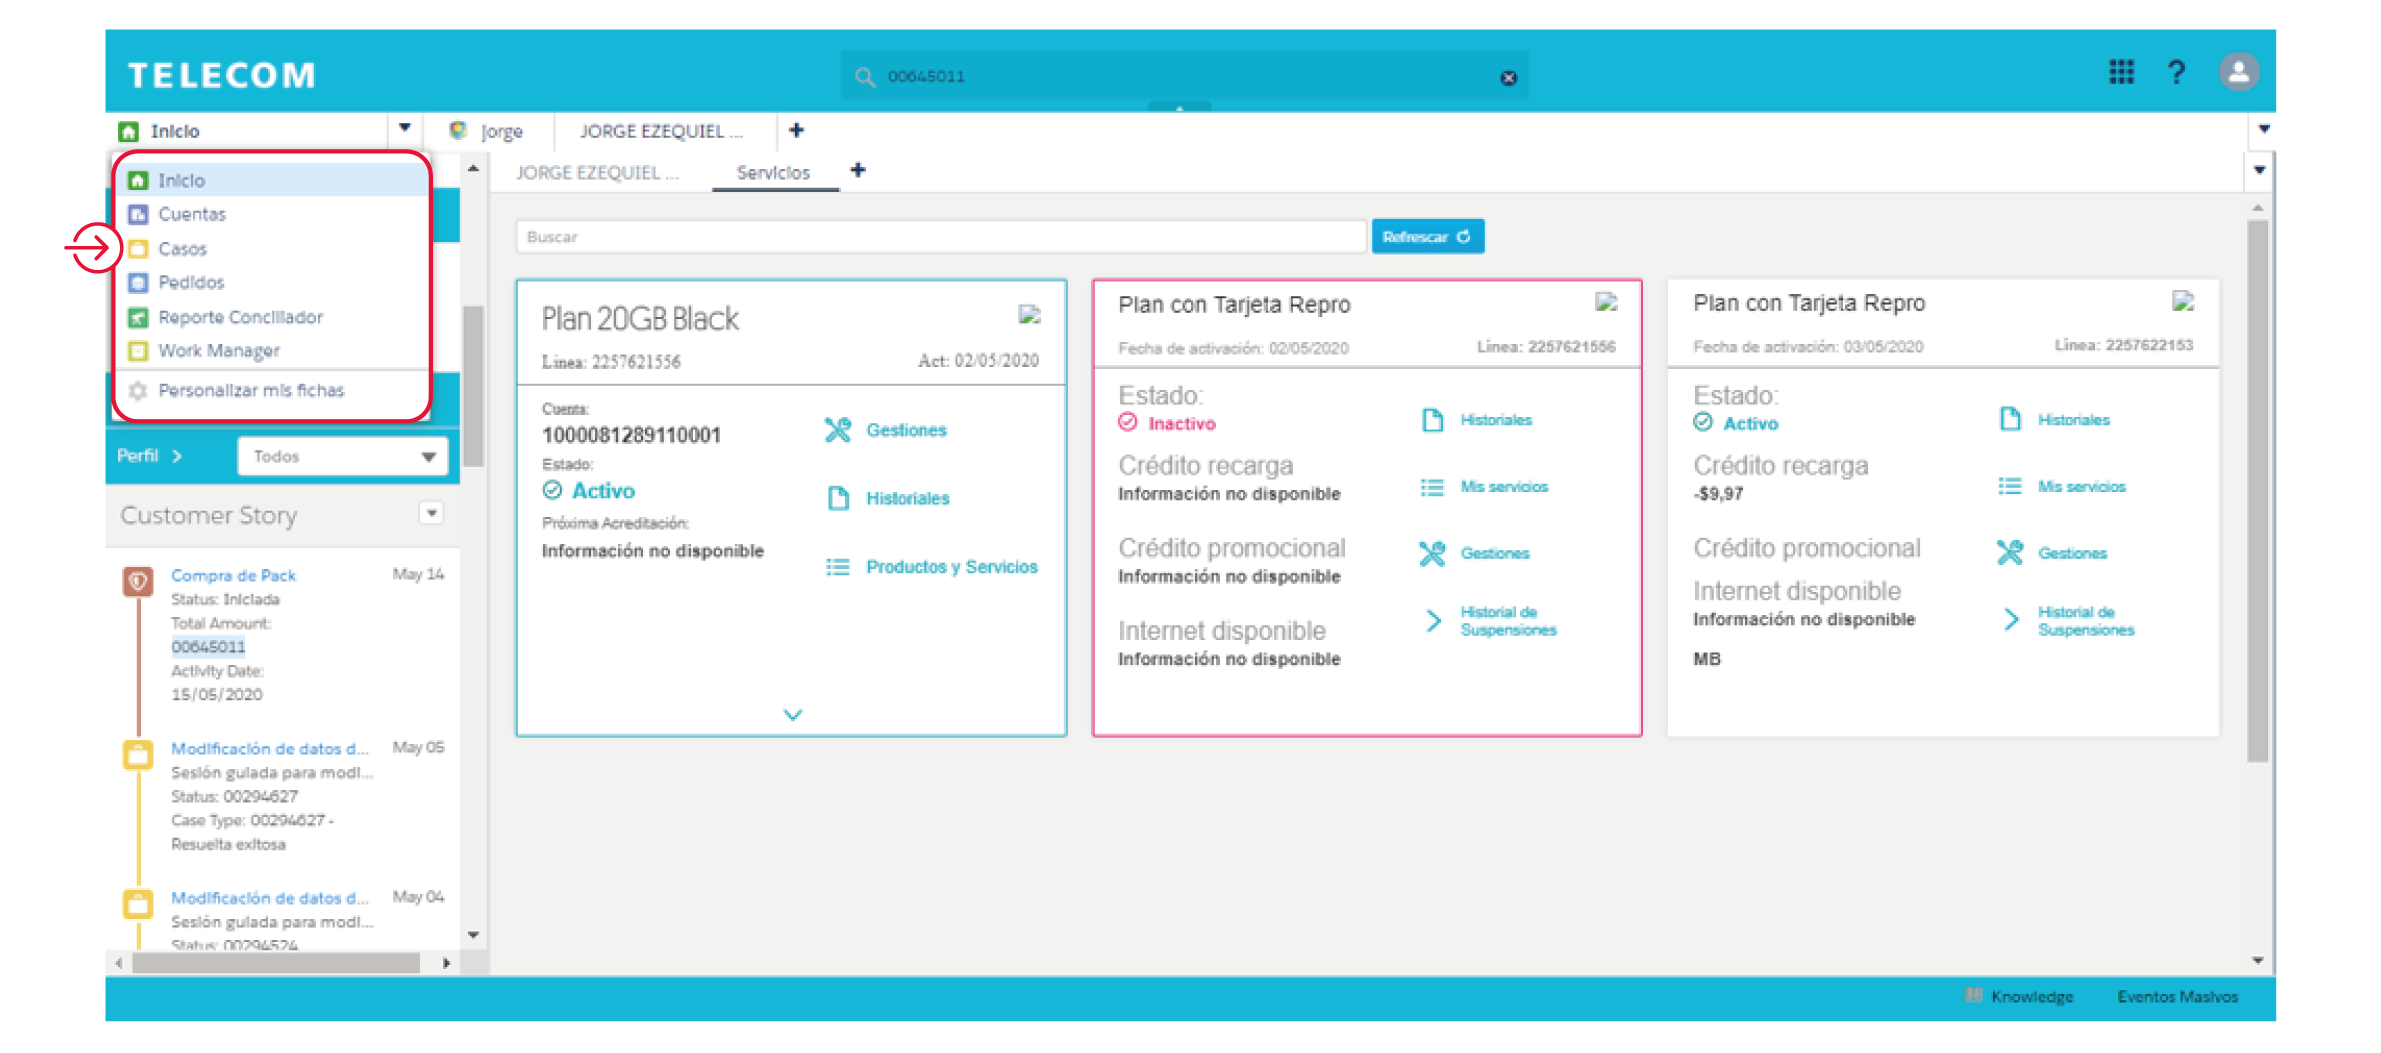 TELECOM
00645011
?
Inicio
Jorge
JORGE EZEQUIEL ...
Inicio
Cuentas
Casos
Pedidos
Reporte Conciliador
Work Manager
Personalizar mis fichas
JORGE EZEQUIEL ...
Servicios
Buscar
Refrescar
Perfil >
Todos
Customer Story
Compra de Pack
May 14
Status: Iniciada
Total Amount:
00645011
Activity Date:
15/05/2020
Modificación de datos d...
May 05
Sesión guiada para modi...
Status: 00294627
Case Type: 00294627 -
Resuelta exitosa
Modificación de datos d...
May 04
Sesión guiada para modi...
Status: 00294524
Plan 20GB Black
Linea: 2257621556
Act: 02/05/2020
Cuenta:
1000081289110001
Gestiones
Estado:
Activo
Historiales
Próxima Acreditación:
Información no disponible
Productos y Servicios
Plan con Tarjeta Repro
Fecha de activación: 02/05/2020
Linea: 2257621556
Estado:
Inactivo
Historiales
Crédito recarga
Información no disponible
Mis servicios
Crédito promocional
Información no disponible
Gestiones
Internet disponible
Información no disponible
Historial de
Suspensiones
Plan con Tarjeta Repro
Fecha de activación: 03/05/2020
Linea: 2257622153
Estado:
Activo
Historiales
Crédito recarga
-$9,97
Mis servicios
Crédito promocional
Gestiones
Internet disponible
Información no disponible
Historial de
Suspensiones
MB
Knowledge
Eventos Masivos